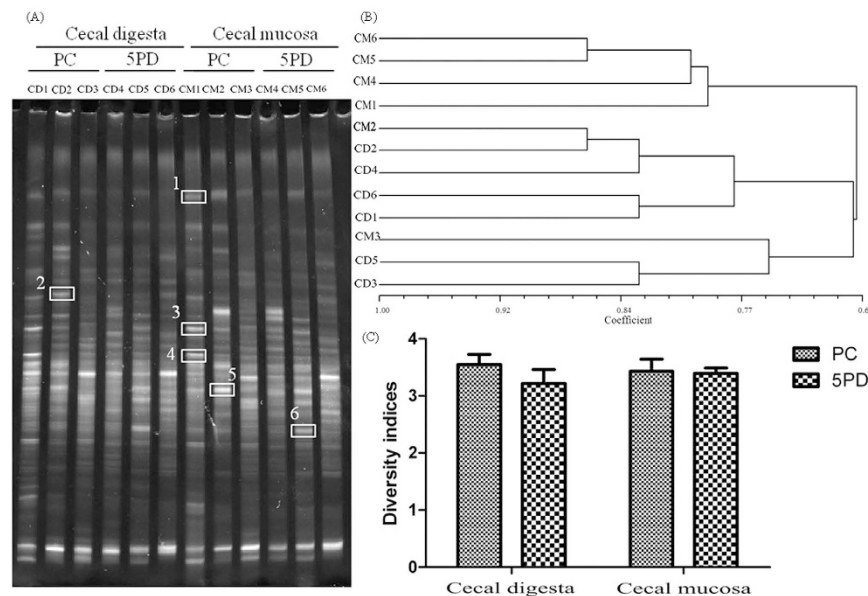 (A)
Cecal digesta Cecal mucosa
PC 5PD PC 5PD
CD1 CD2 CD3 CD4 CD5 CD6 CM1 CM2 CM3 CM4 CM5 CM6
1
2
3
4
5
6
(B)
CM6
CM5
CM4
CM1
CM2
CD2
CD4
CD6
CD1
CM3
CD5
CD3
1.00 0.92 0.84 0.77 0.6
Coefficient
(C)
Diversity indices
4
3
2
1
0
Cecal digesta Cecal mucosa
PC
5PD